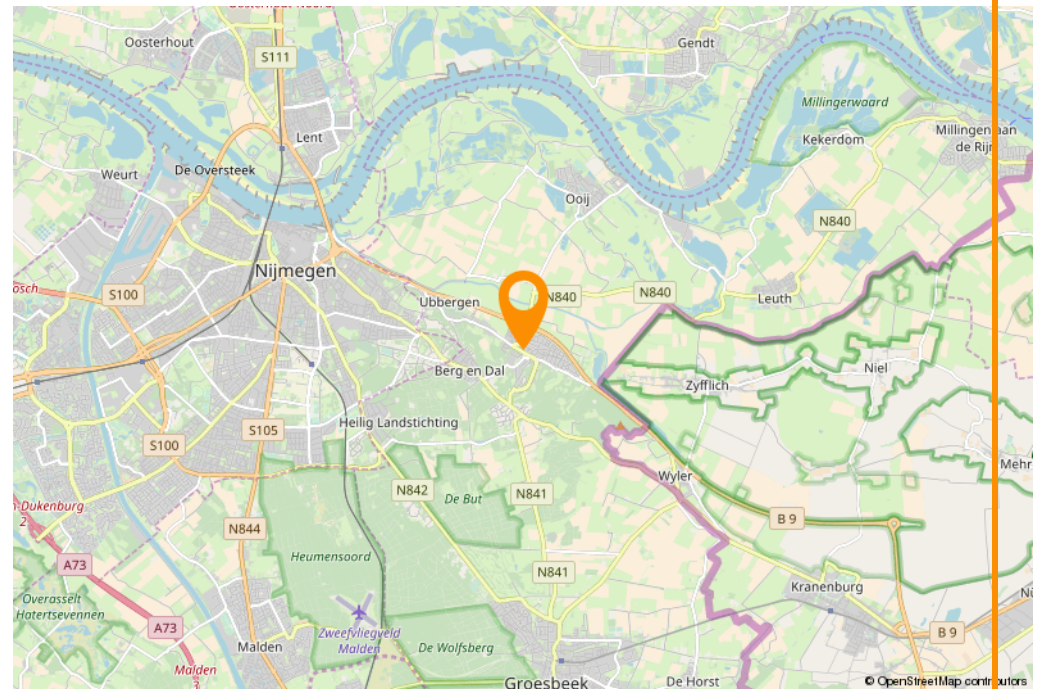 Oosterhout
S111
Gendt
Millingerwaard
Kekerdom
Millingen aan
de Rijn
Lent
De Oversteek
Weurt
Ooij
N840
Nijmegen
S100
Ubbergen
N840
N840
Leuth
Berg en Dal
Zyfflich
Niel
Heilig Landstichting
S105
S100
Mehr
Wyler
N842
De But
N841
B 9
Dukenburg
2
N844
Heumensoord
A73
N841
Kranenburg
Overasselt
Hatertsevennen
A73
Zweefvliegveld
Malden
Malden
De Wolfsberg
B 9
Malden
Groesbeek
De Horst
© OpenStreetMap contributors